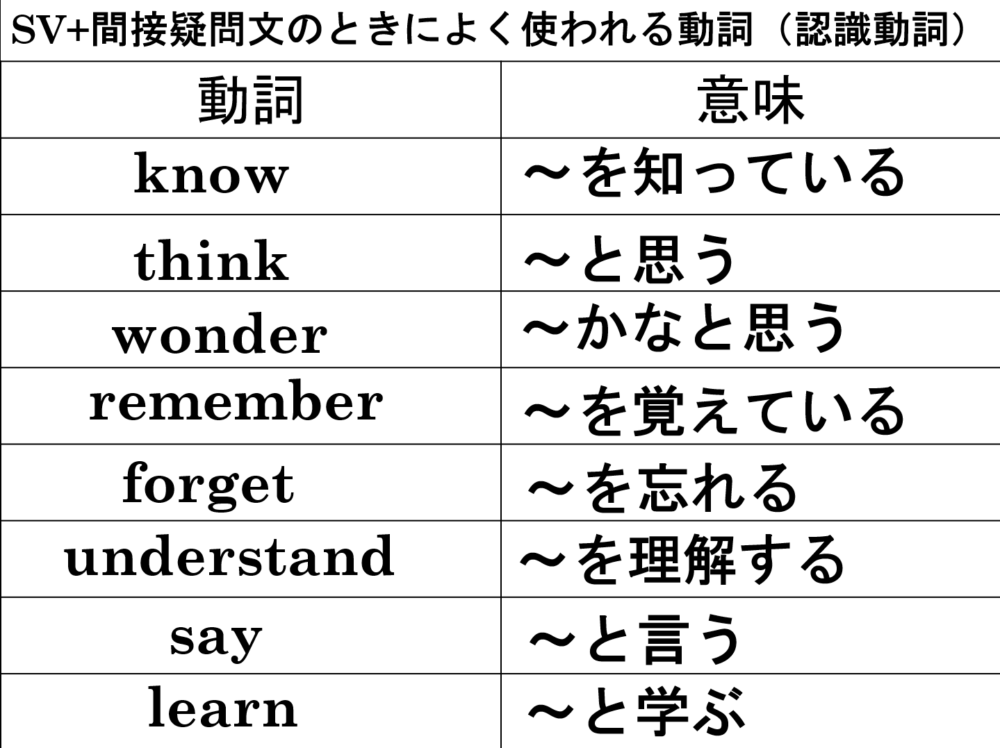 SV+間接疑問文のときによく使われる動詞（認識動詞）
動詞 意味
know ～を知っている
think ～と思う
wonder ～かなと思う
remember ～を覚えている
forget ～を忘れる
understand ～を理解する
say ～と言う
learn ～と学ぶ